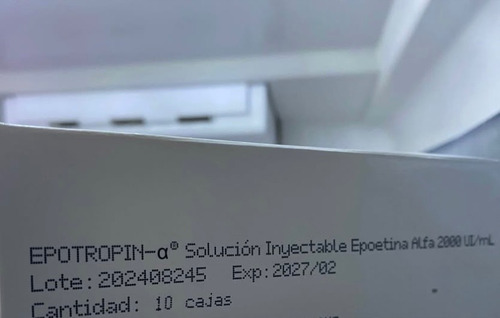 EPOTROPIN-α® Solución Inyectable Epoetina Alfa 2000 UI/mL
Lote: 202408245 Exp: 2027/02
Cantidad: 10 cajas